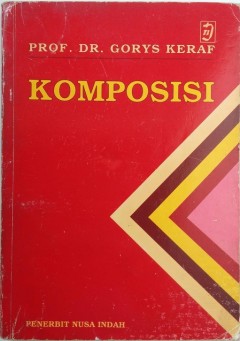 PROF. DR. GORYS KERAF
KOMPOSISI
PENERBIT NUSA INDAH